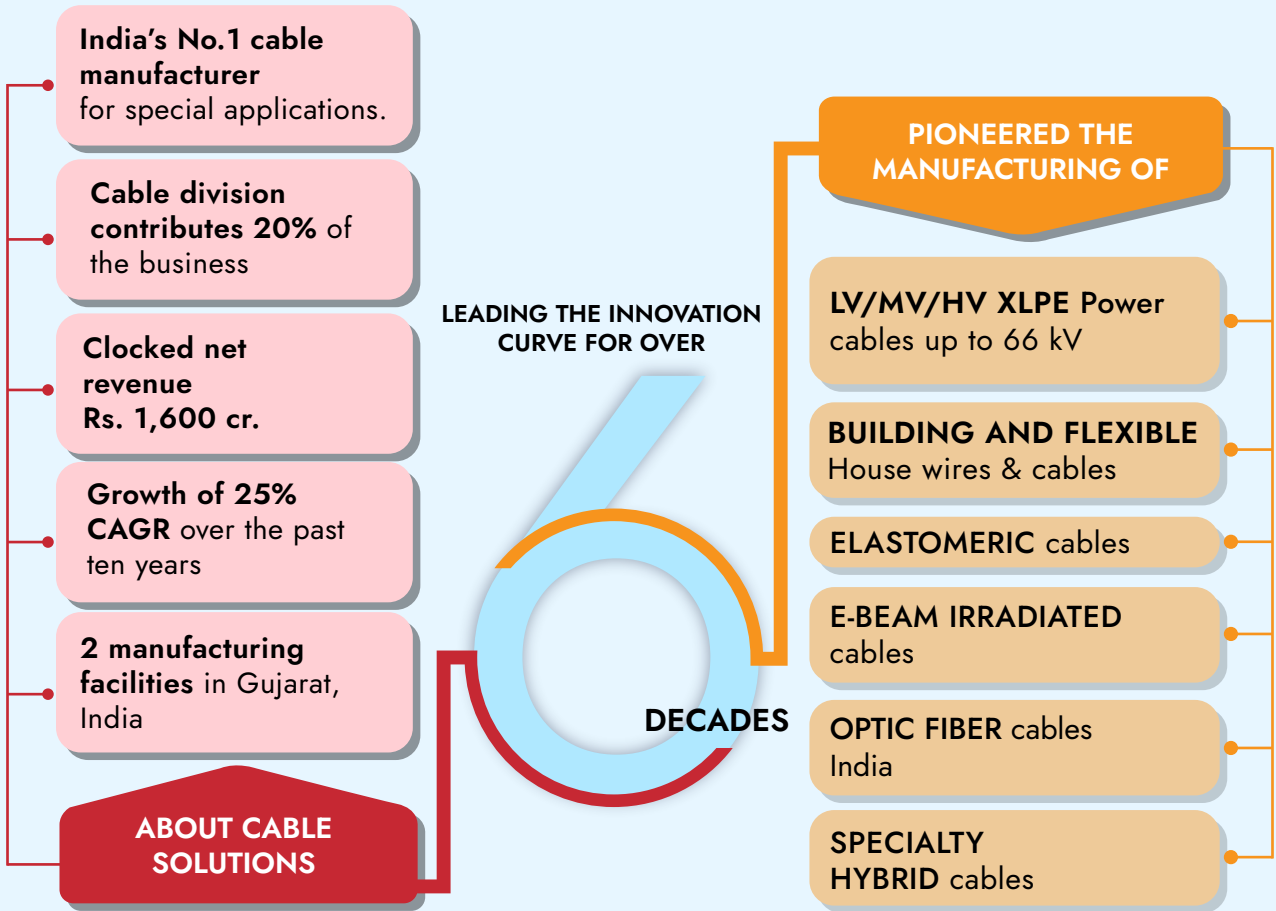 India's No.1 cable
manufacturer
for special applications.
Cable division
contributes 20% of
the business
Clocked net
revenue
Rs. 1,600 cr.
Growth of 25%
CAGR over the past
ten years
2 manufacturing
facilities in Gujarat,
India
ABOUT CABLE
SOLUTIONS
LEADING THE INNOVATION
CURVE FOR OVER
6
DECADES
PIONEERED THE
MANUFACTURING OF
LV/MV/HV XLPE Power
cables up to 66 kV
BUILDING AND FLEXIBLE
House wires & cables
ELASTOMERIC cables
E-BEAM IRRADIATED
cables
OPTIC FIBER cables
India
SPECIALTY
HYBRID cables